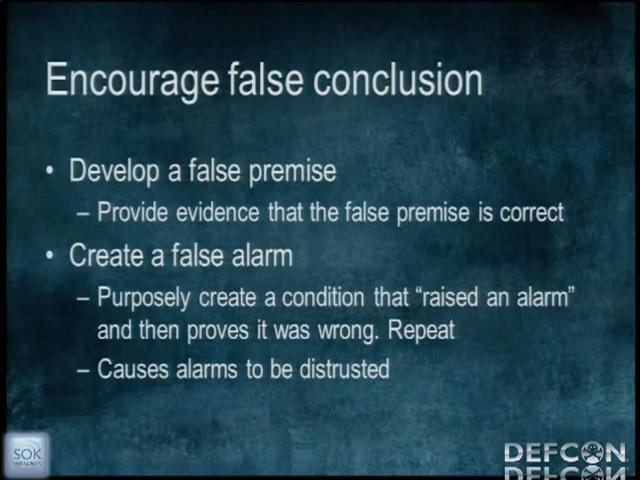 Encourage false conclusion
• Develop a false premise
– Provide evidence that the false premise is correct
• Create a false alarm
– Purposely create a condition that “raised an alarm”
and then proves it was wrong. Repeat
– Causes alarms to be distrusted
SOK
DEFCON